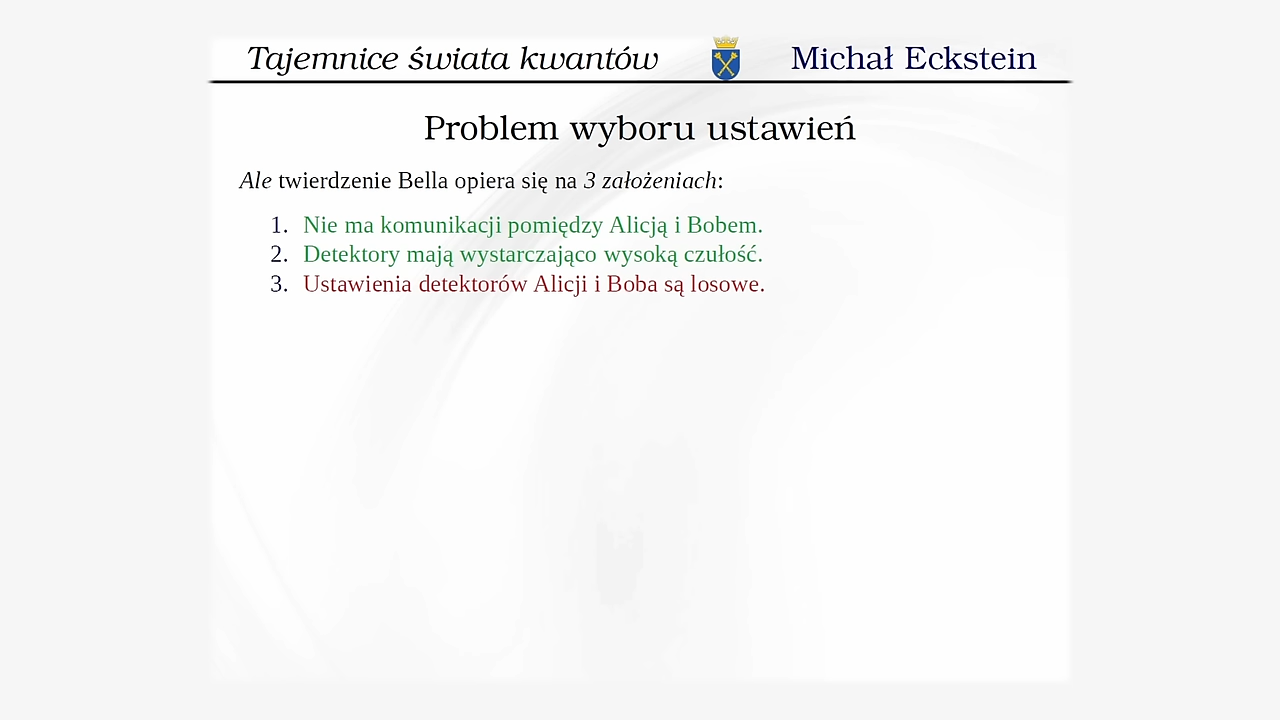 Tajemnice świata kwantów Michał Eckstein
Problem wyboru ustawień
Ale twierdzenie Bella opiera się na 3 założeniach:
1. Nie ma komunikacji pomiędzy Alicją i Bobem.
2. Detektory mają wystarczająco wysoką czułość.
3. Ustawienia detektorów Alicji i Boba są losowe.